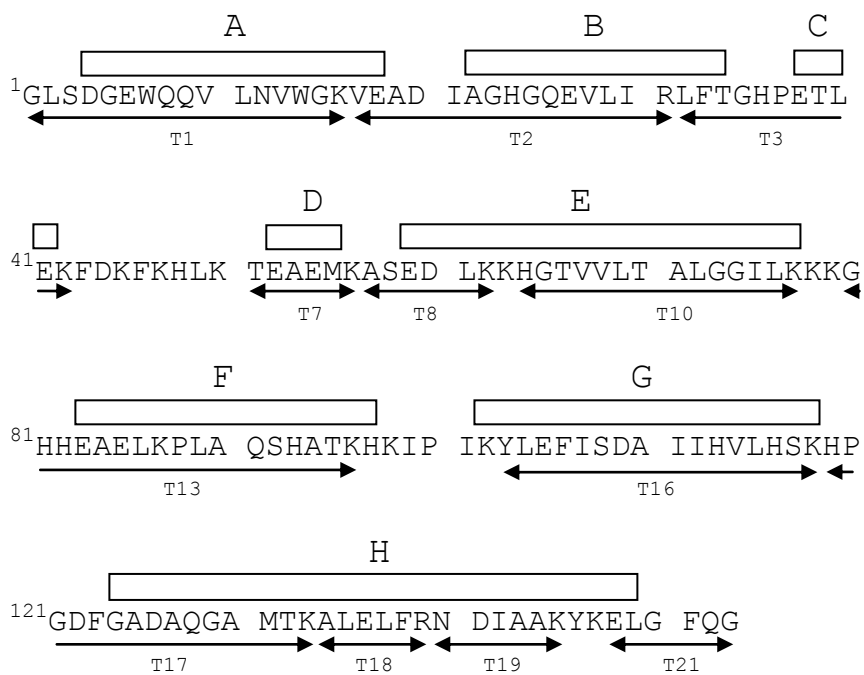 A B C
1GLSDGEWQQV LNVWGKVEAD IAGHGQEVLI RLFTGHPETL
T1 T2 T3
D E
41EKFDKFKHLK TEAEMKASED LKKHGTVVLT ALGGILKKKG
T7 T8 T10
F G
81HHEAELKPLA QSHATKHKIP IKYLEFISDA IIHVLHSKHP
T13 T16
H
121GDFGADAQGA MTKALELFRN DIAAKYKELG FQG
T17 T18 T19 T21